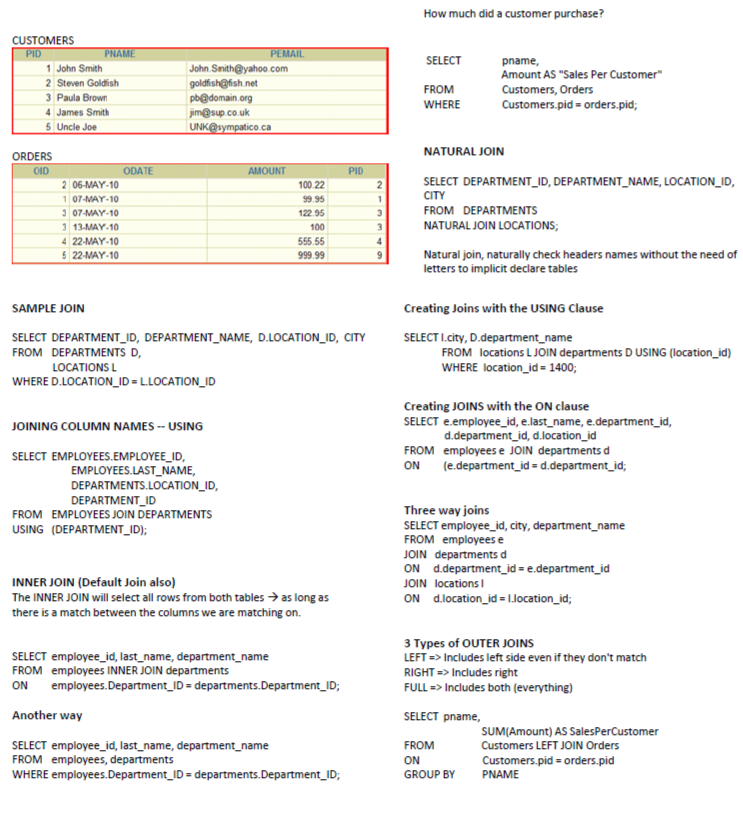 How much did a customer purchase?
CUSTOMERS
PID PNAME PEMAIL
1 John Smith John.Smith@yahoo.com
2 Steven Goldfish goldfish@fish.net
3 Paula Brown pb@domain.org
4 James Smith jim@sup.co.uk
5 Uncle Joe UNK@sympatico.ca
ORDERS
OID ODATE AMOUNT PID
2 06-MAY-10 100.22 2
1 07-MAY-10 99.95 1
3 07-MAY-10 122.95 3
3 13-MAY-10 100 3
4 22-MAY-10 555.55 4
5 22-MAY-10 999.99 9
SELECT pname,
Amount AS "Sales Per Customer"
FROM Customers, Orders
WHERE Customers.pid = orders.pid;
NATURAL JOIN
SELECT DEPARTMENT_ID, DEPARTMENT_NAME, LOCATION_ID,
CITY
FROM DEPARTMENTS
NATURAL JOIN LOCATIONS;
Natural join, naturally check headers names without the need of
letters to implicit declare tables
SAMPLE JOIN
SELECT DEPARTMENT_ID, DEPARTMENT_NAME, D.LOCATION_ID, CITY
FROM DEPARTMENTS D,
LOCATIONS L
WHERE D.LOCATION_ID = L.LOCATION_ID
JOINING COLUMN NAMES -- USING
SELECT EMPLOYEES.EMPLOYEE_ID,
EMPLOYEES.LAST_NAME,
DEPARTMENTS.LOCATION_ID,
DEPARTMENT_ID
FROM EMPLOYEES JOIN DEPARTMENTS
USING (DEPARTMENT_ID);
INNER JOIN (Default Join also)
The INNER JOIN will select all rows from both tables → as long as
there is a match between the columns we are matching on.
SELECT employee_id, last_name, department_name
FROM employees INNER JOIN departments
ON employees.Department_ID = departments.Department_ID;
Another way
SELECT employee_id, last_name, department_name
FROM employees, departments
WHERE employees.Department_ID = departments.Department_ID;
Creating Joins with the USING Clause
SELECT l.city, D.department_name
FROM locations L JOIN departments D USING (location_id)
WHERE location_id = 1400;
Creating JOINS with the ON clause
SELECT e.employee_id, e.last_name, e.department_id,
d.department_id, d.location_id
FROM employees e JOIN departments d
ON (e.department_id = d.department_id;
Three way joins
SELECT employee_id, city, department_name
FROM employees e
JOIN departments d
ON d.department_id = e.department_id
JOIN locations l
ON d.location_id = l.location_id;
3 Types of OUTER JOINS
LEFT => Includes left side even if they don't match
RIGHT => Includes right
FULL => Includes both (everything)
SELECT pname,
SUM(Amount) AS SalesPerCustomer
FROM Customers LEFT JOIN Orders
ON Customers.pid = orders.pid
GROUP BY PNAME